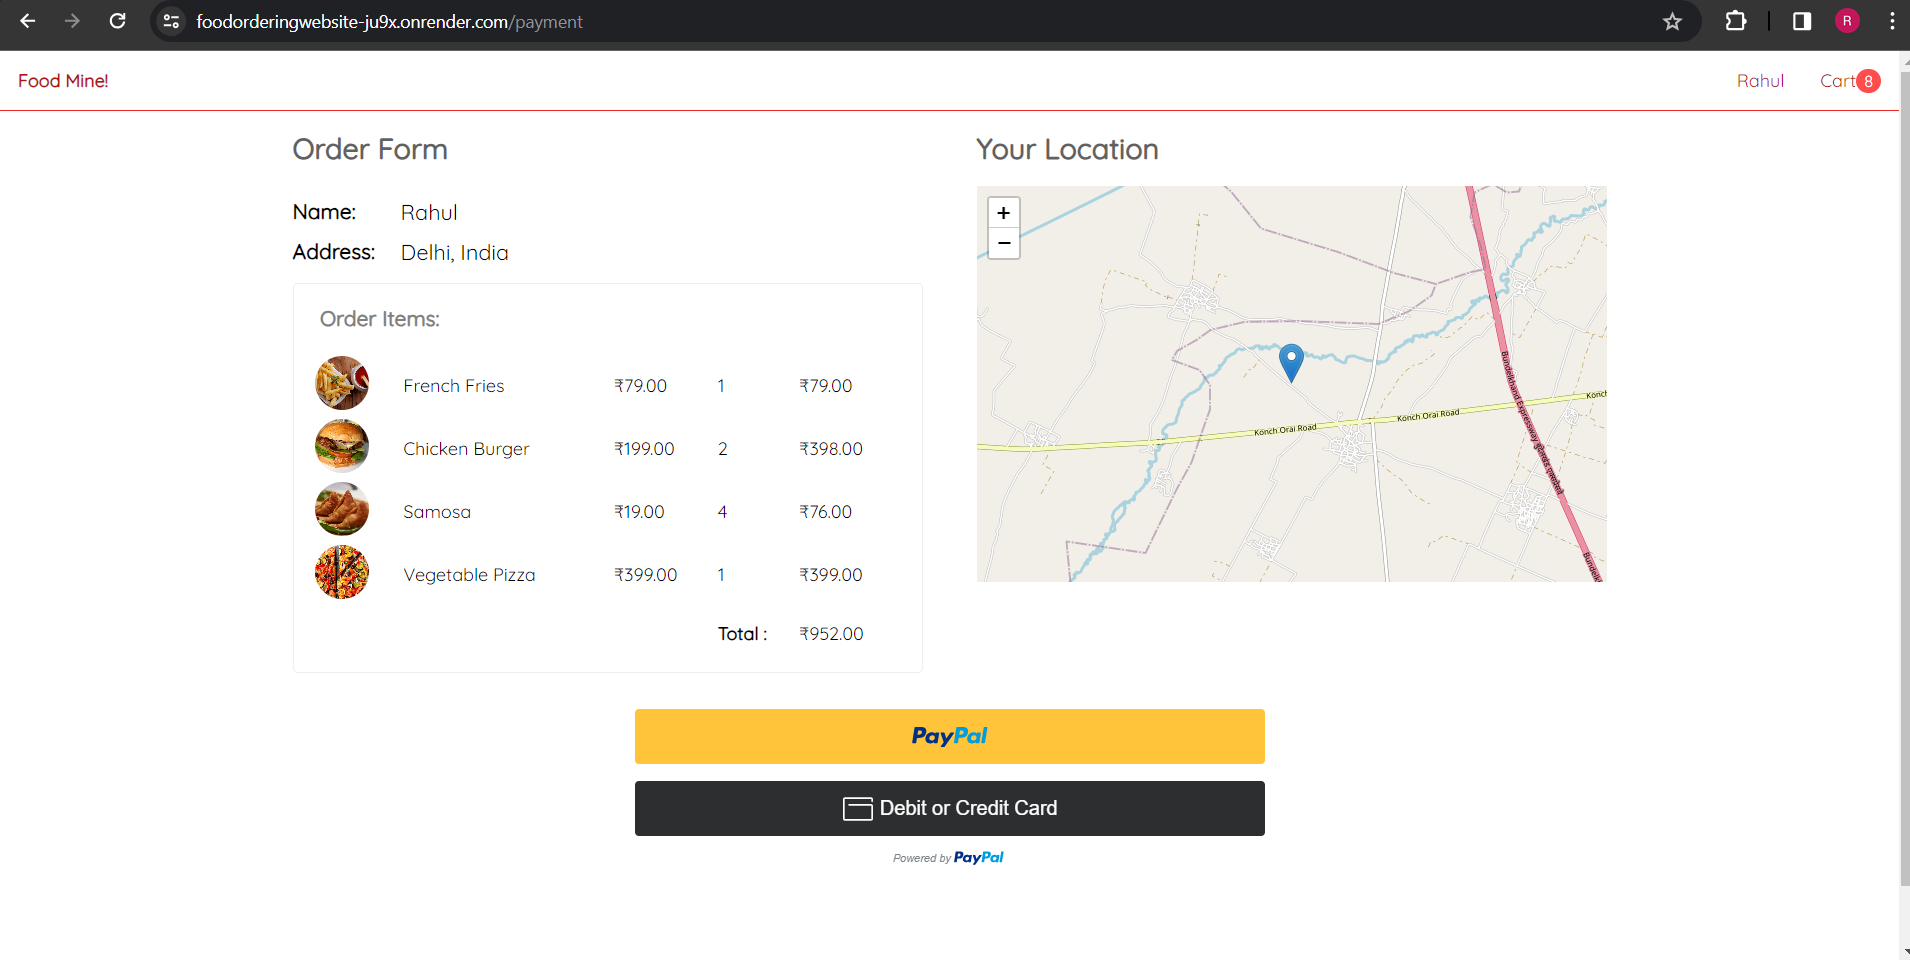 foodorderingwebsite-ju9x.onrender.com/payment
R
Food Mine!
Rahul
Cart 8
Order Form
Name: Rahul
Address: Delhi, India
Order Items:
French Fries ₹79.00 1 ₹79.00
Chicken Burger ₹199.00 2 ₹398.00
Samosa ₹19.00 4 ₹76.00
Vegetable Pizza ₹399.00 1 ₹399.00
Total : ₹952.00
Your Location
+
−
Konch Orai Road
Konch Orai Road
Konch
Bundelkhand Expressway
Bundelk
PayPal
Debit or Credit Card
Powered by PayPal